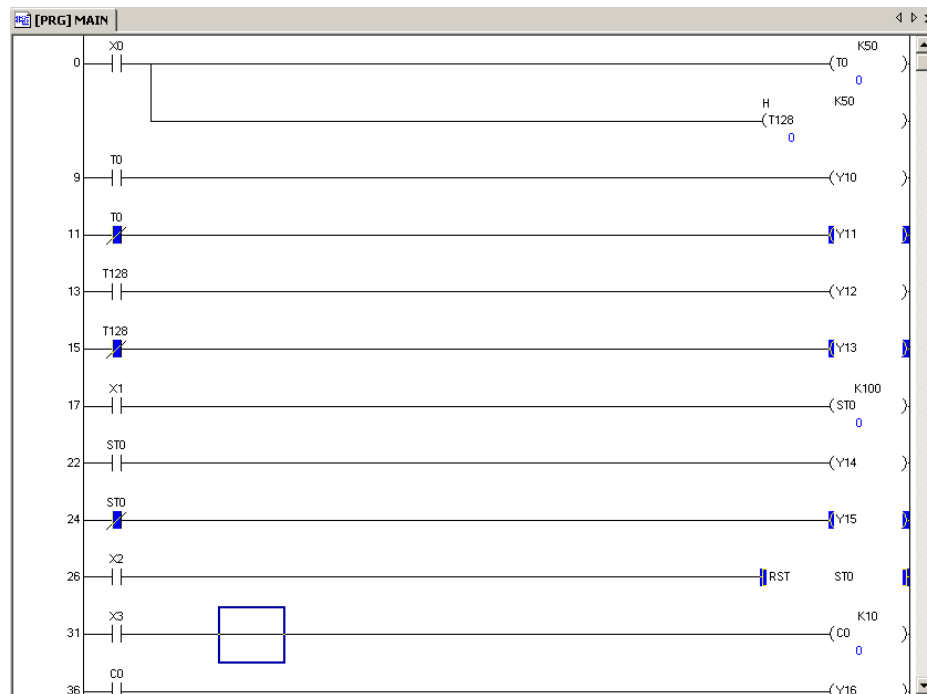 [PRG] MAIN
X0 K50
0 (T0 )
0
H K50
(T128 )
0
T0
9 (Y10 )
T0
11 (Y11 )
T128
13 (Y12 )
T128
15 (Y13 )
X1 K100
17 (ST0 )
0
ST0
22 (Y14 )
ST0
24 (Y15 )
X2
26 RST ST0
X3 K10
31 (C0 )
0
C0
36 (Y16 )